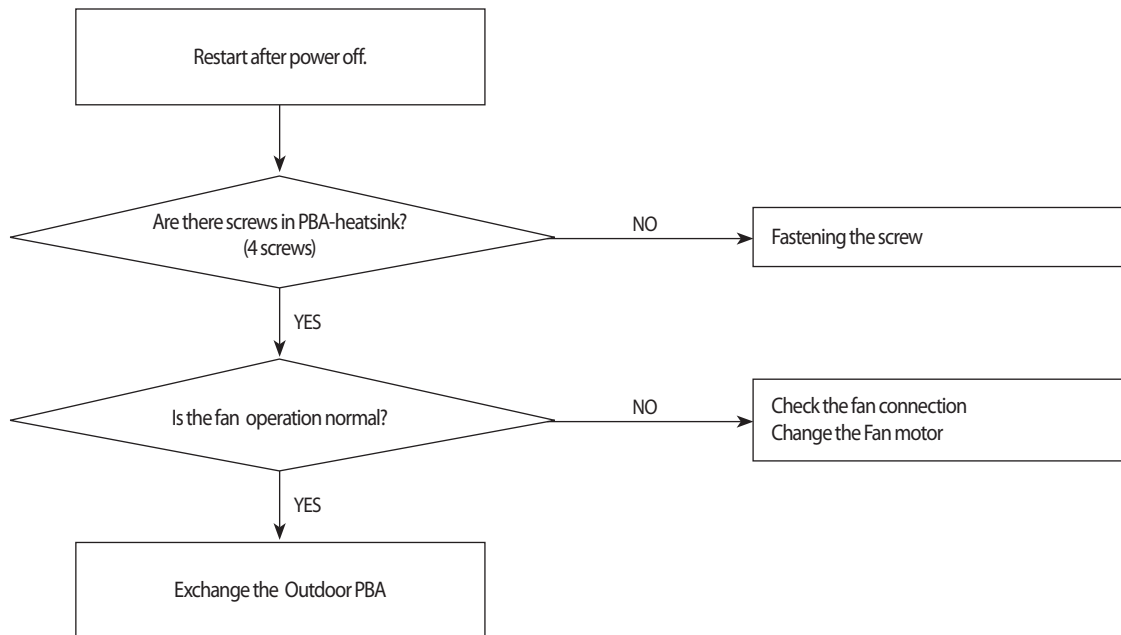 Restart after power off.
Are there screws in PBA-heatsink?
(4 screws)
NO
Fastening the screw
YES
Is the fan operation normal?
NO
Check the fan connection
Change the Fan motor
YES
Exchange the Outdoor PBA